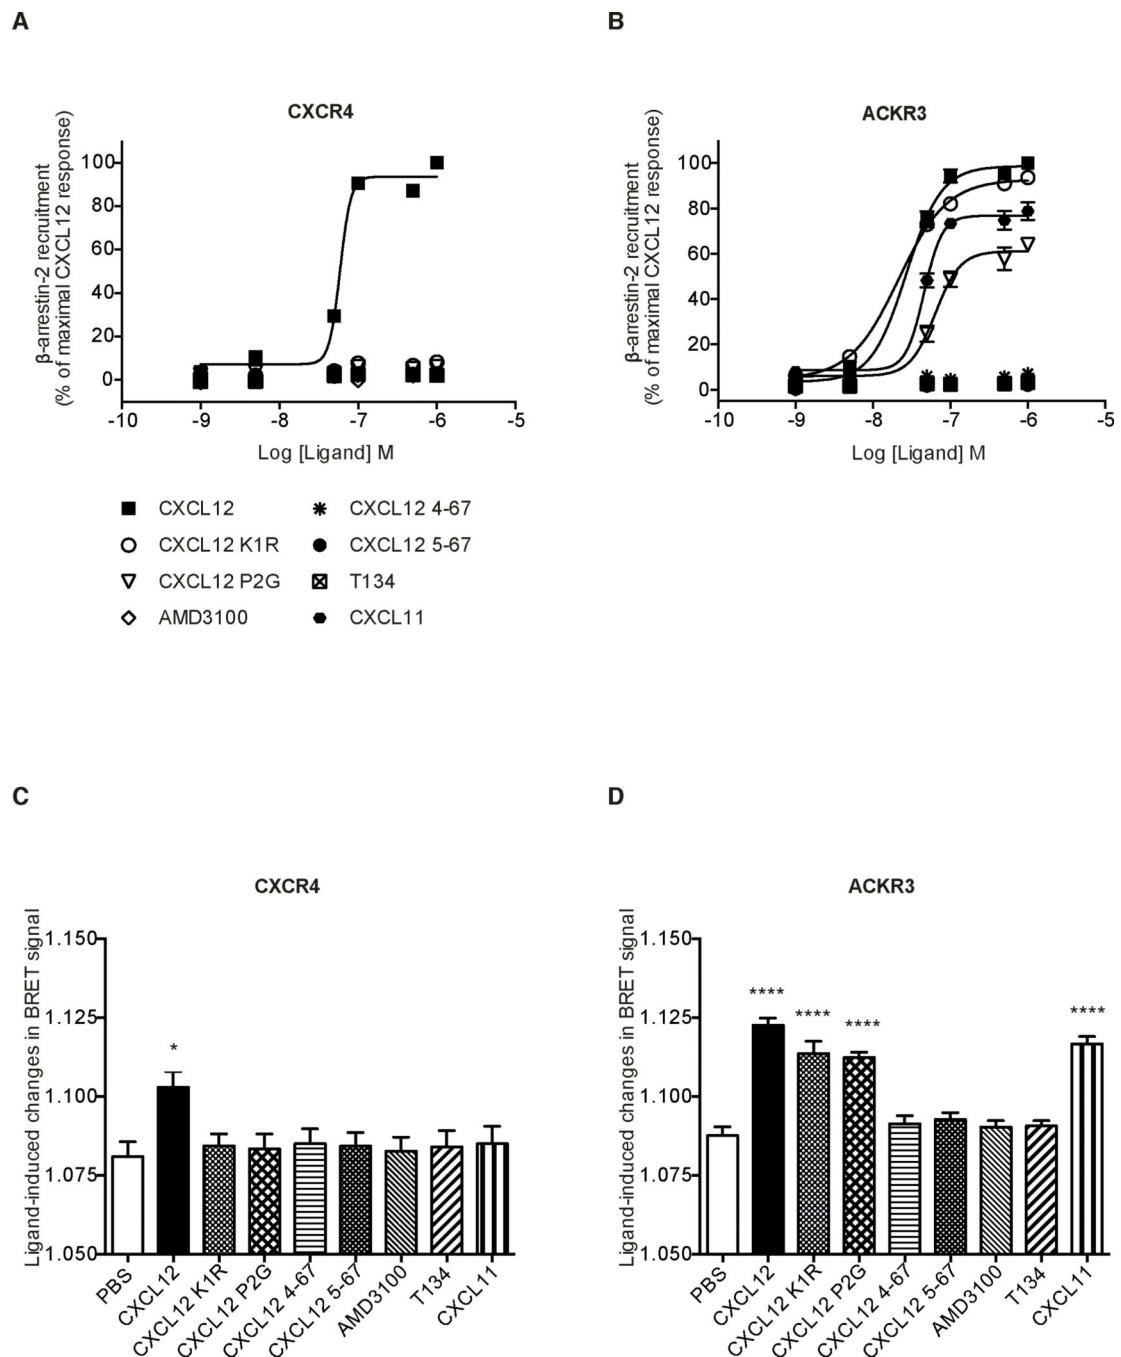 A
B
CXCR4
ACKR3
β-arrestin-2 recruitment
(% of maximal CXCL12 response)
100
80
60
40
20
0
-10
-9
-8
-7
-6
-5
Log [Ligand] M
β-arrestin-2 recruitment
(% of maximal CXCL12 response)
100
80
60
40
20
0
-10
-9
-8
-7
-6
-5
Log [Ligand] M
CXCL12
CXCL12 K1R
CXCL12 P2G
AMD3100
CXCL12 4-67
CXCL12 5-67
T134
CXCL11
C
D
CXCR4
ACKR3
Ligand-induced changes in BRET signal
1.150
1.125
1.100
1.075
1.050
*
PBS
CXCL12
CXCL12 K1R
CXCL12 P2G
CXCL12 4-67
CXCL12 5-67
AMD3100
T134
CXCL11
Ligand-induced changes in BRET signal
1.150
1.125
1.100
1.075
1.050
****
****
****
****
PBS
CXCL12
CXCL12 K1R
CXCL12 P2G
CXCL12 4-67
CXCL12 5-67
AMD3100
T134
CXCL11